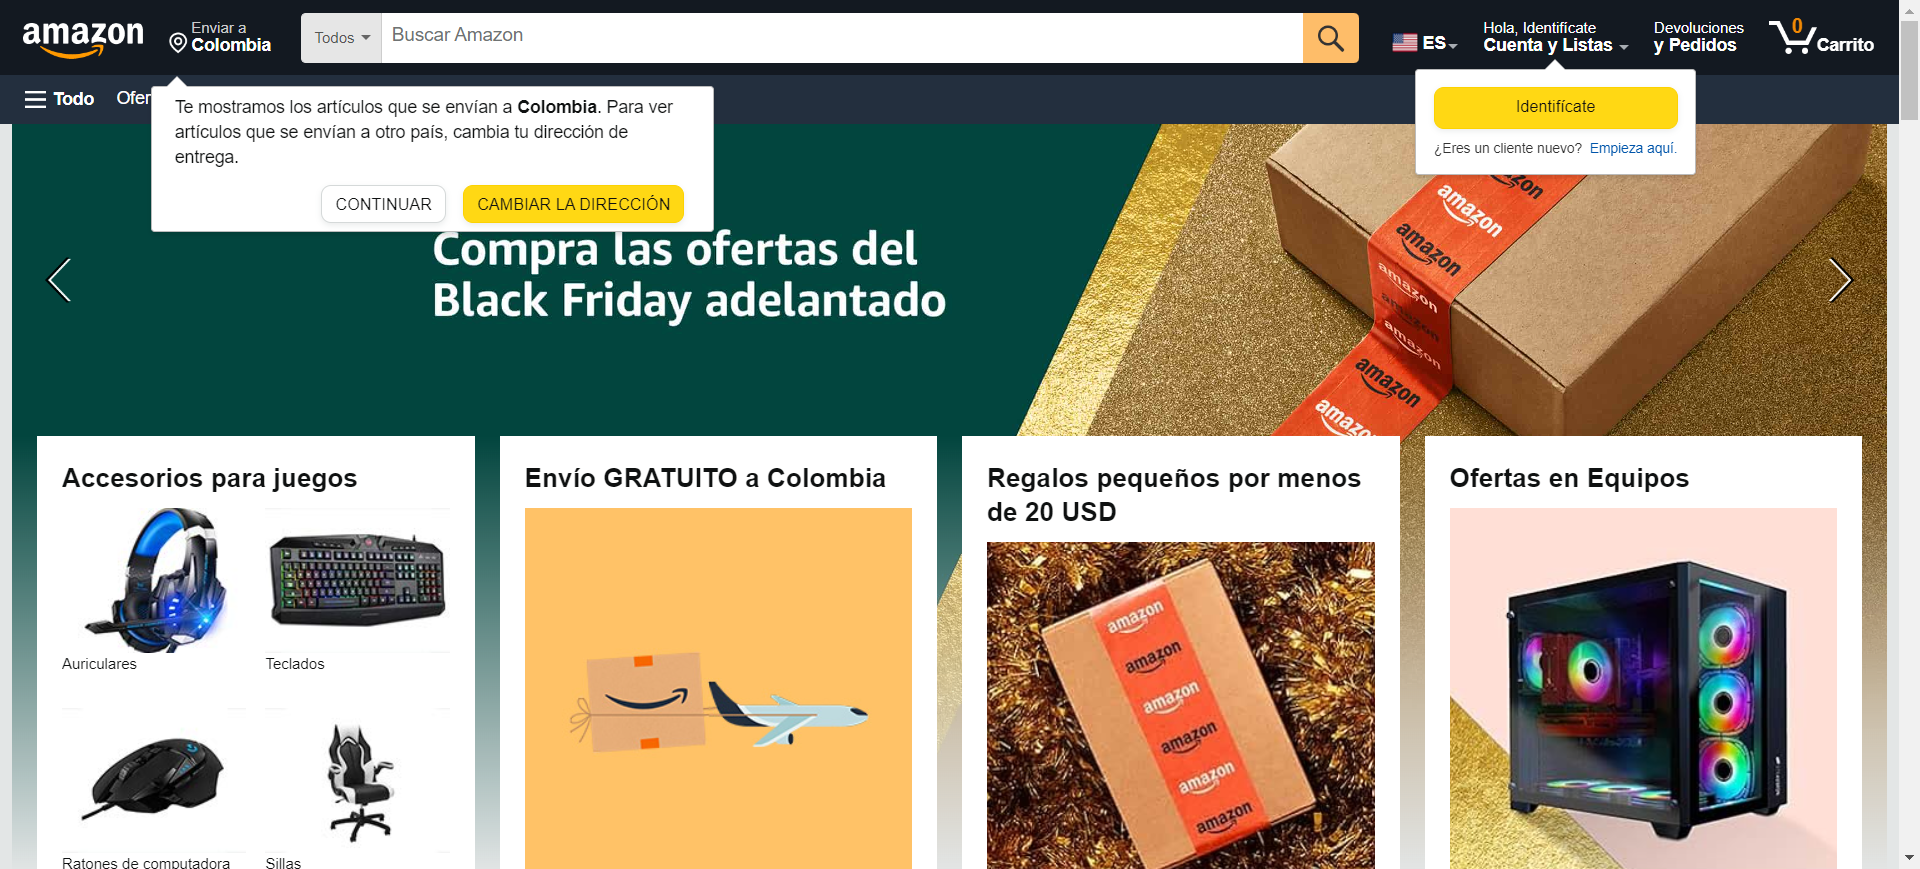 amazon
Enviar a
Colombia
Todos
Buscar Amazon
ES
Hola, Identifícate
Cuenta y Listas
Devoluciones
y Pedidos
0
Carrito
Todo
Ofer
Te mostramos los artículos que se envían a Colombia. Para ver
artículos que se envían a otro país, cambia tu dirección de
entrega.
CONTINUAR
CAMBIAR LA DIRECCIÓN
Identifícate
¿Eres un cliente nuevo? Empieza aquí.
Compra las ofertas del
Black Friday adelantado
azon
amazon
amazon
amazon
amazon
amazon
amazon
amazo
Accesorios para juegos
Auriculares
Teclados
Ratones de computadora
Sillas
Envío GRATUITO a Colombia
Regalos pequeños por menos
de 20 USD
amazon
amazon
amazon
amazon
amazon
amazon
Ofertas en Equipos